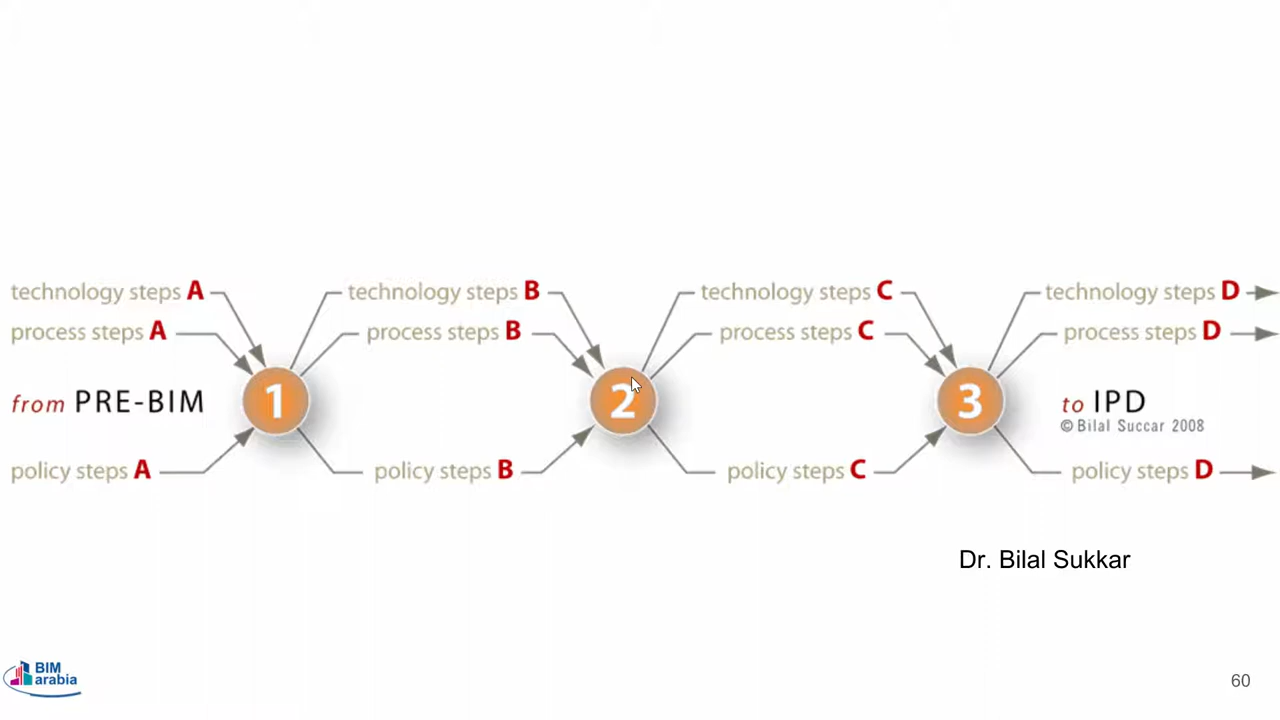 technology steps A technology steps B technology steps C technology steps D
process steps A process steps B process steps C process steps D
from PRE-BIM 1 2 3 to IPD
© Bilal Succar 2008
policy steps A policy steps B policy steps C policy steps D
Dr. Bilal Sukkar
BIM
arabia
60